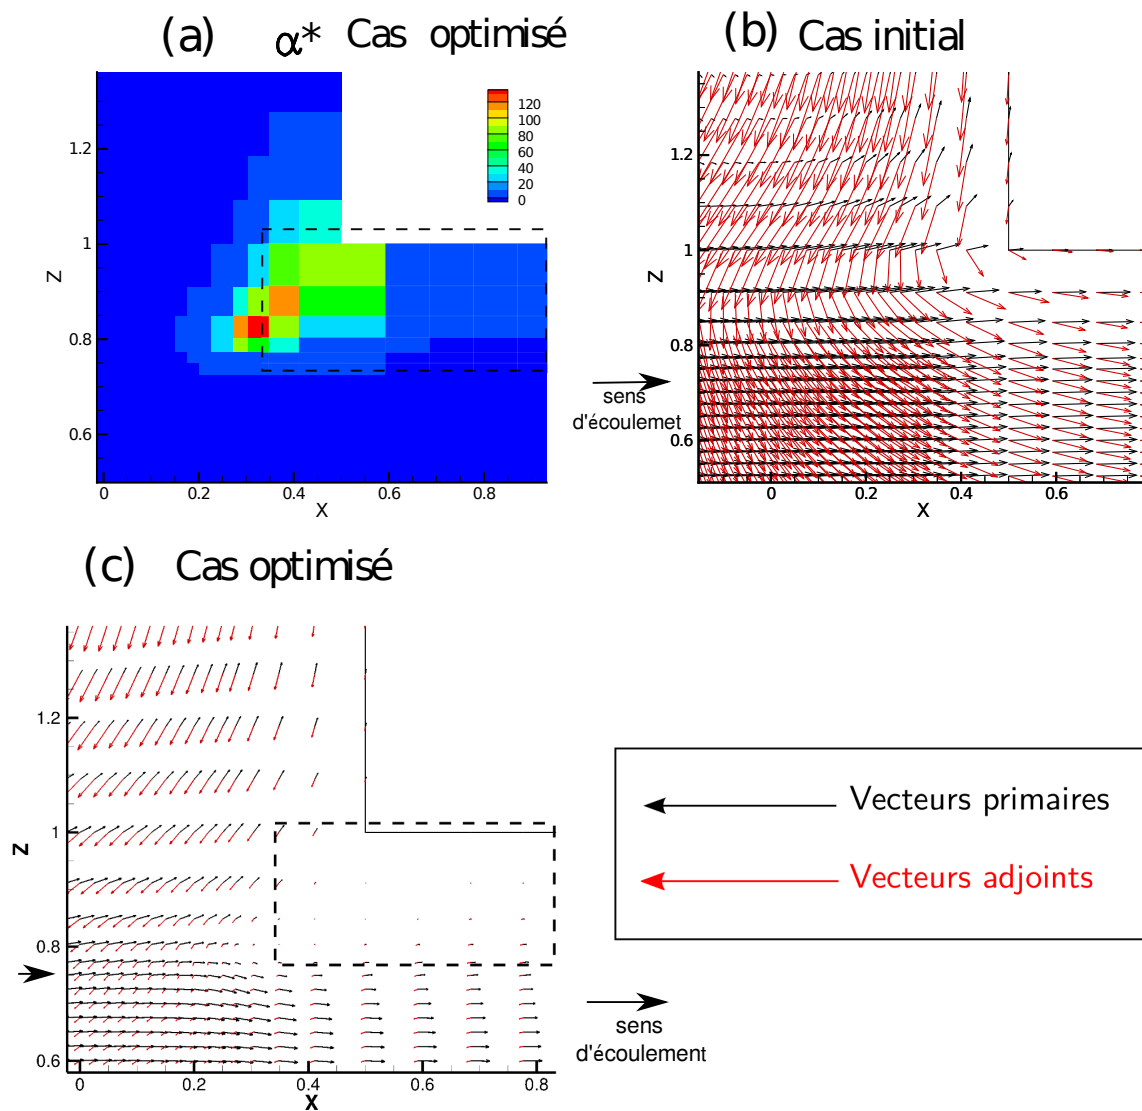 (a) α* Cas optimisé
120
100
80
60
40
20
0
1.2
1
0.8
0.6
Z
0
0.2
0.4
0.6
0.8
X
(b) Cas initial
1.2
1
0.8
0.6
Z
0
0.2
0.4
0.6
0.8
X
sens
d'écoulemet
(c) Cas optimisé
1.2
1
0.8
0.6
Z
0
0.2
0.4
0.6
0.8
X
Vecteurs primaires
Vecteurs adjoints
sens
d'écoulement